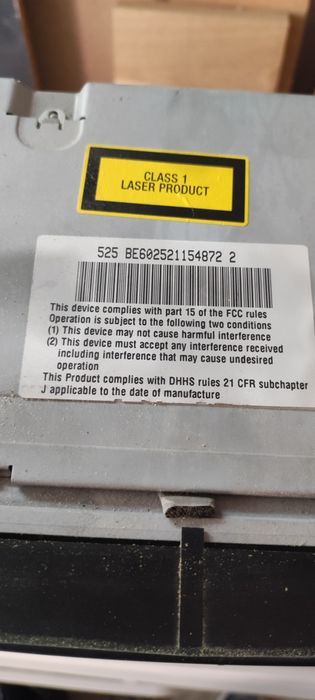 CLASS 1
LASER PRODUCT
525 BE602521154872 2
This device complies with part 15 of the FCC rules
Operation is subject to the following two conditions
(1) This device may not cause harmful interference
(2) This device must accept any interference received
including interference that may cause undesired
operation
This Product complies with DHHS rules 21 CFR subchapter
J applicable to the date of manufacture